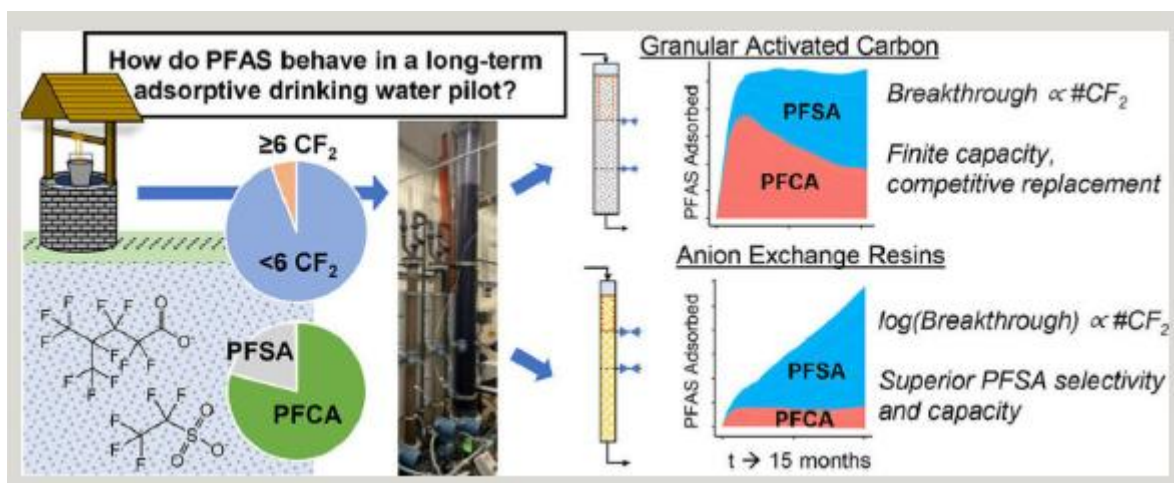 How do PFAS behave in a long-term
adsorptive drinking water pilot?
≥6 CF₂
<6 CF₂
PFSA
PFCA
F
F
F
F
F
F
F
F
F
O
O⁻
F
F
F
F
F
O
S
O
O⁻
Granular Activated Carbon
PFAS Adsorbed
PFSA
PFCA
Breakthrough ∝ #CF₂
Finite capacity,
competitive replacement
Anion Exchange Resins
PFAS Adsorbed
PFSA
PFCA
t → 15 months
log(Breakthrough) ∝ #CF₂
Superior PFSA selectivity
and capacity